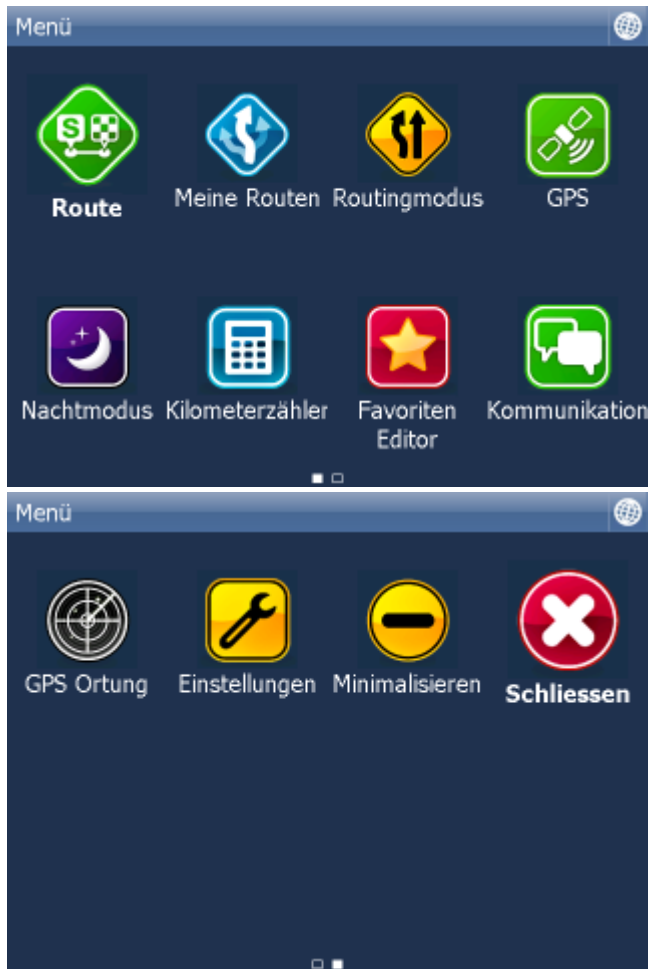 Menü
Route
Meine Routen
Routingmodus
GPS
Nachtmodus
Kilometerzähler
Favoriten
Editor
Kommunikation
Menü
GPS Ortung
Einstellungen
Minimalisieren
Schliessen